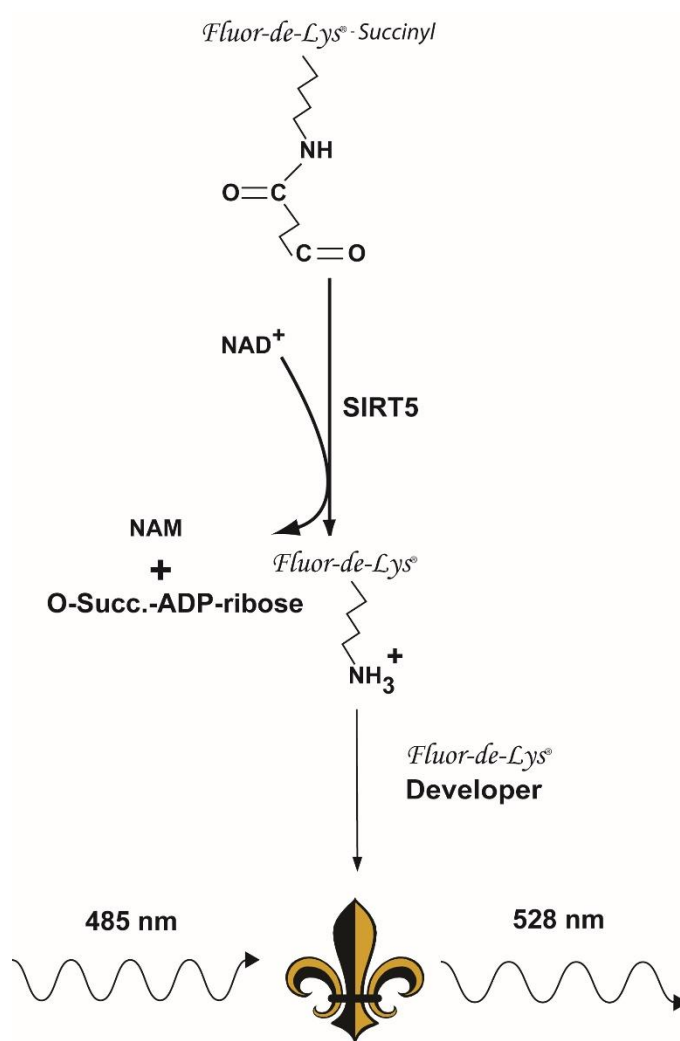 Fluor-de-Lys® - Succinyl
NH
O=C
C=O
NAD+
SIRT5
NAM
+
O-Succ.-ADP-ribose
Fluor-de-Lys®
NH3+
Fluor-de-Lys®
Developer
485 nm
528 nm